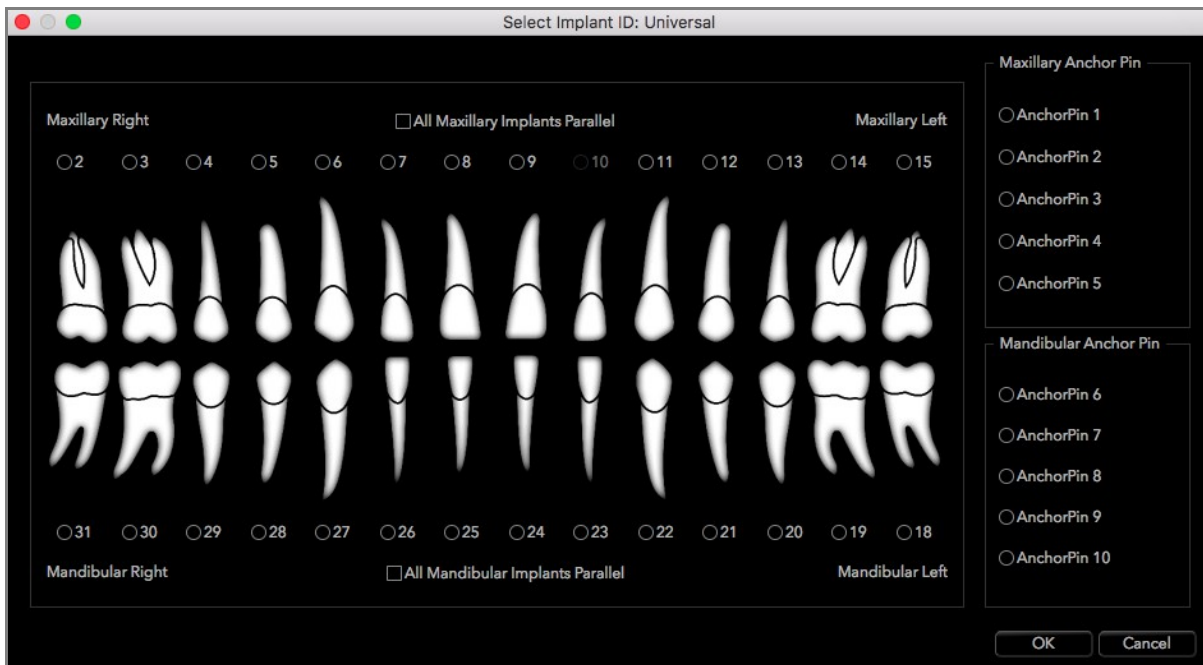 Select Implant ID: Universal
Maxillary Right
All Maxillary Implants Parallel
Maxillary Left
2 3 4 5 6 7 8 9 10 11 12 13 14 15
31 30 29 28 27 26 25 24 23 22 21 20 19 18
Mandibular Right
All Mandibular Implants Parallel
Mandibular Left
Maxillary Anchor Pin
AnchorPin 1
AnchorPin 2
AnchorPin 3
AnchorPin 4
AnchorPin 5
Mandibular Anchor Pin
AnchorPin 6
AnchorPin 7
AnchorPin 8
AnchorPin 9
AnchorPin 10
OK
Cancel